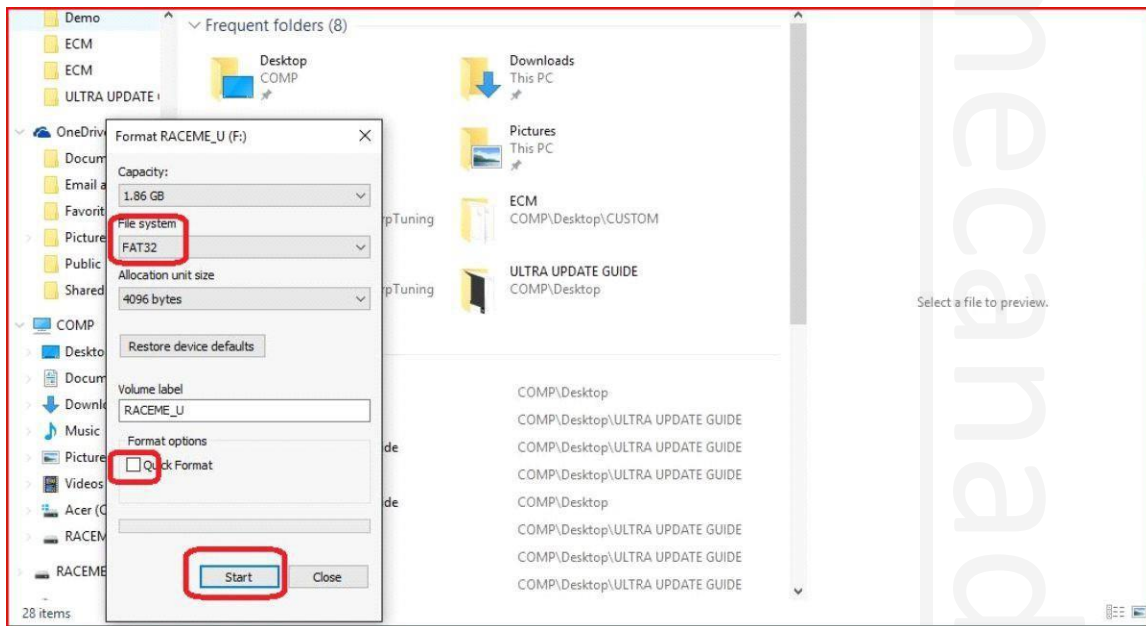 Demo
ECM
ECM
ULTRA UPDATE
OneDriv
Docum
Email a
Favorit
Picture
Public
Shared
COMP
Deskto
Docum
Downlo
Music
Picture
Videos
Acer (C
RACEM
RACEME
28 items
Frequent folders (8)
Desktop
COMP
Downloads
This PC
Pictures
This PC
rpTuning
ECM
COMP\Desktop\CUSTOM
rpTuning
ULTRA UPDATE GUIDE
COMP\Desktop
COMP\Desktop
COMP\Desktop\ULTRA UPDATE GUIDE
de
COMP\Desktop\ULTRA UPDATE GUIDE
COMP\Desktop\ULTRA UPDATE GUIDE
de
COMP\Desktop
COMP\Desktop\ULTRA UPDATE GUIDE
COMP\Desktop\ULTRA UPDATE GUIDE
COMP\Desktop\ULTRA UPDATE GUIDE
Format RACEME_U (F:)
Capacity:
1.86 GB
File system
FAT32
Allocation unit size
4096 bytes
Restore device defaults
Volume label
RACEME_U
Format options
Quick Format
Start
Close
Select a file to preview.
mecanad